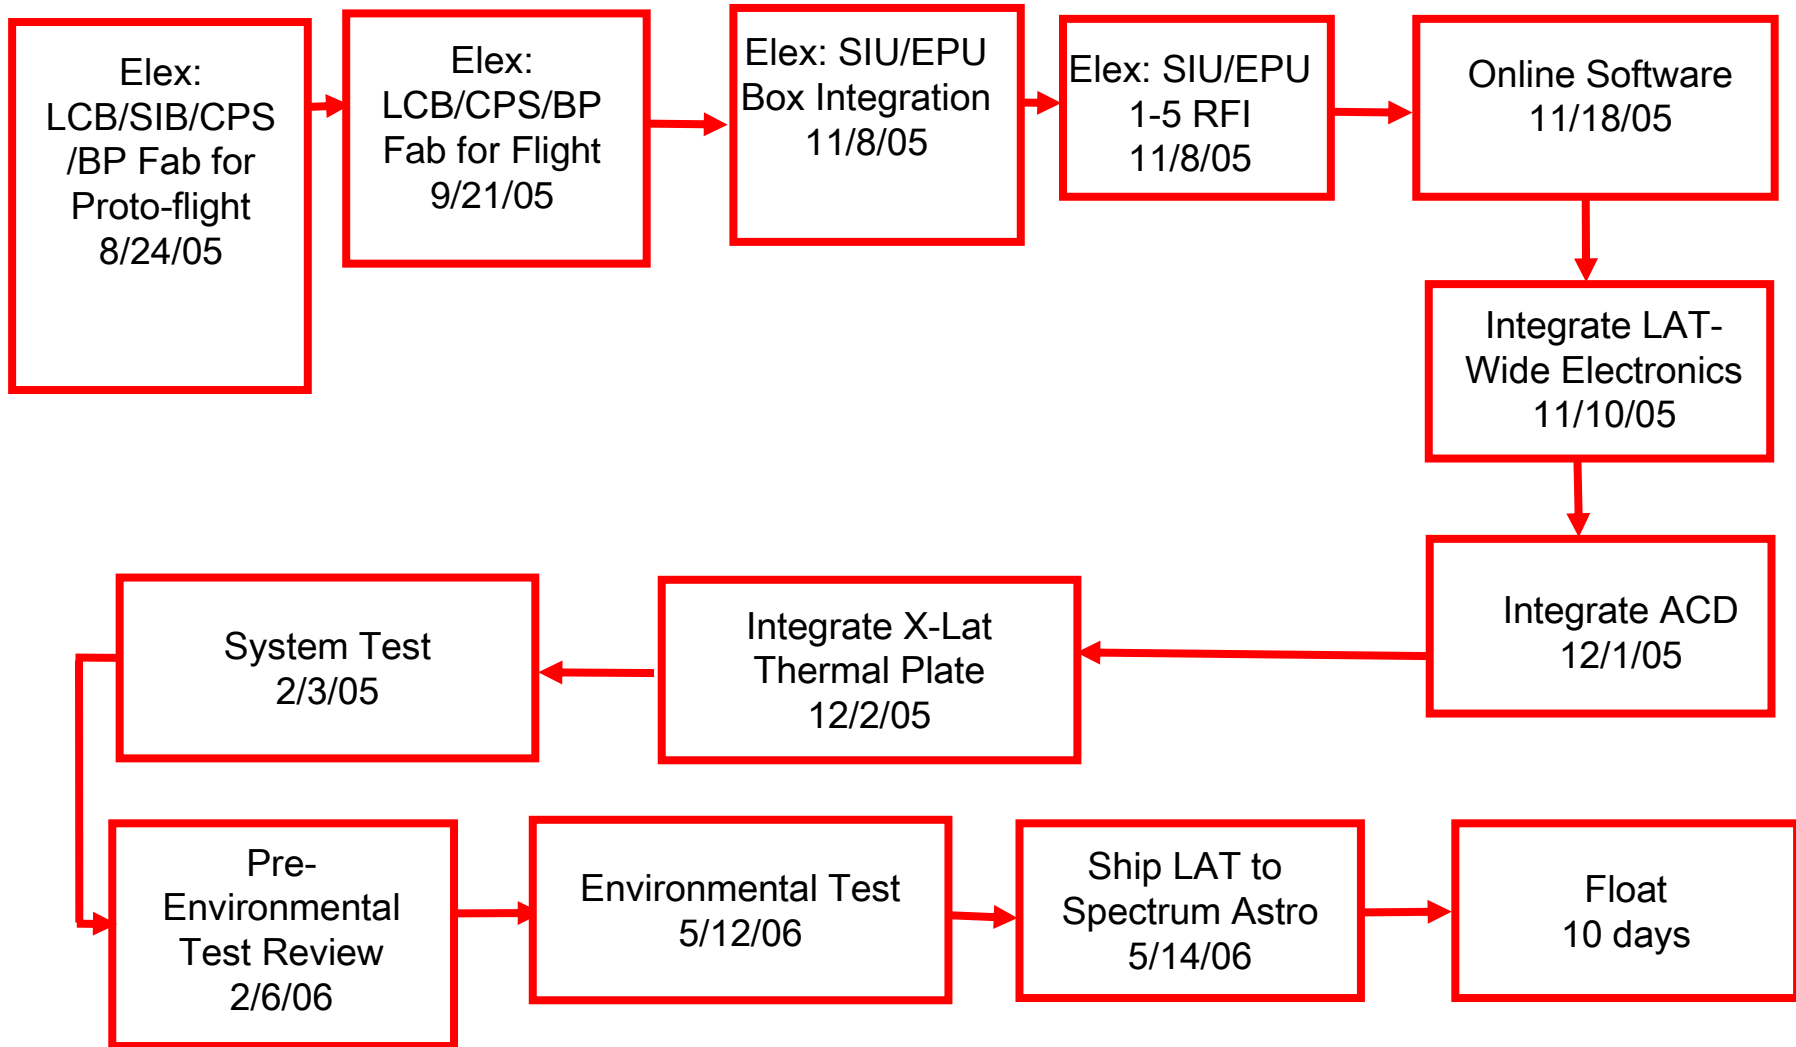 Elex:
LCB/SIB/CPS
/BP Fab for
Proto-flight
8/24/05
Elex:
LCB/CPS/BP
Fab for Flight
9/21/05
Elex: SIU/EPU
Box Integration
11/8/05
Elex: SIU/EPU
1-5 RFI
11/8/05
Online Software
11/18/05
Integrate LAT-
Wide Electronics
11/10/05
Integrate ACD
12/1/05
Integrate X-Lat
Thermal Plate
12/2/05
System Test
2/3/05
Pre-
Environmental
Test Review
2/6/06
Environmental Test
5/12/06
Ship LAT to
Spectrum Astro
5/14/06
Float
10 days